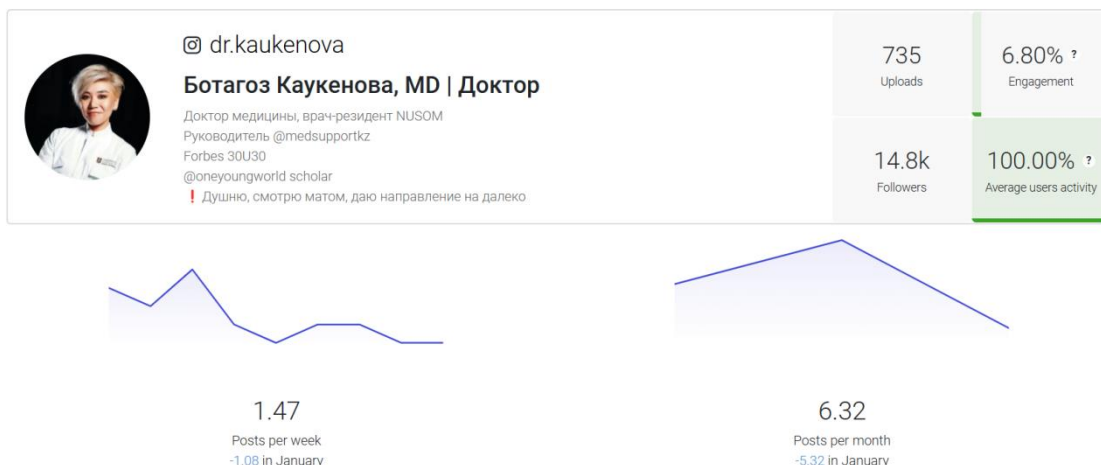 dr.kaukenova
Ботагоз Каукенова, MD | Доктор
Доктор медицины, врач-резидент NUSOM
Руководитель @medsupportkz
Forbes 30U30
@oneyoungworld scholar
❗ Душню, смотрю матом, даю направление на далеко
735
Uploads
6.80% ?
Engagement
14.8k
Followers
100.00% ?
Average users activity
1.47
Posts per week
-1.08 in January
6.32
Posts per month
-5.32 in January